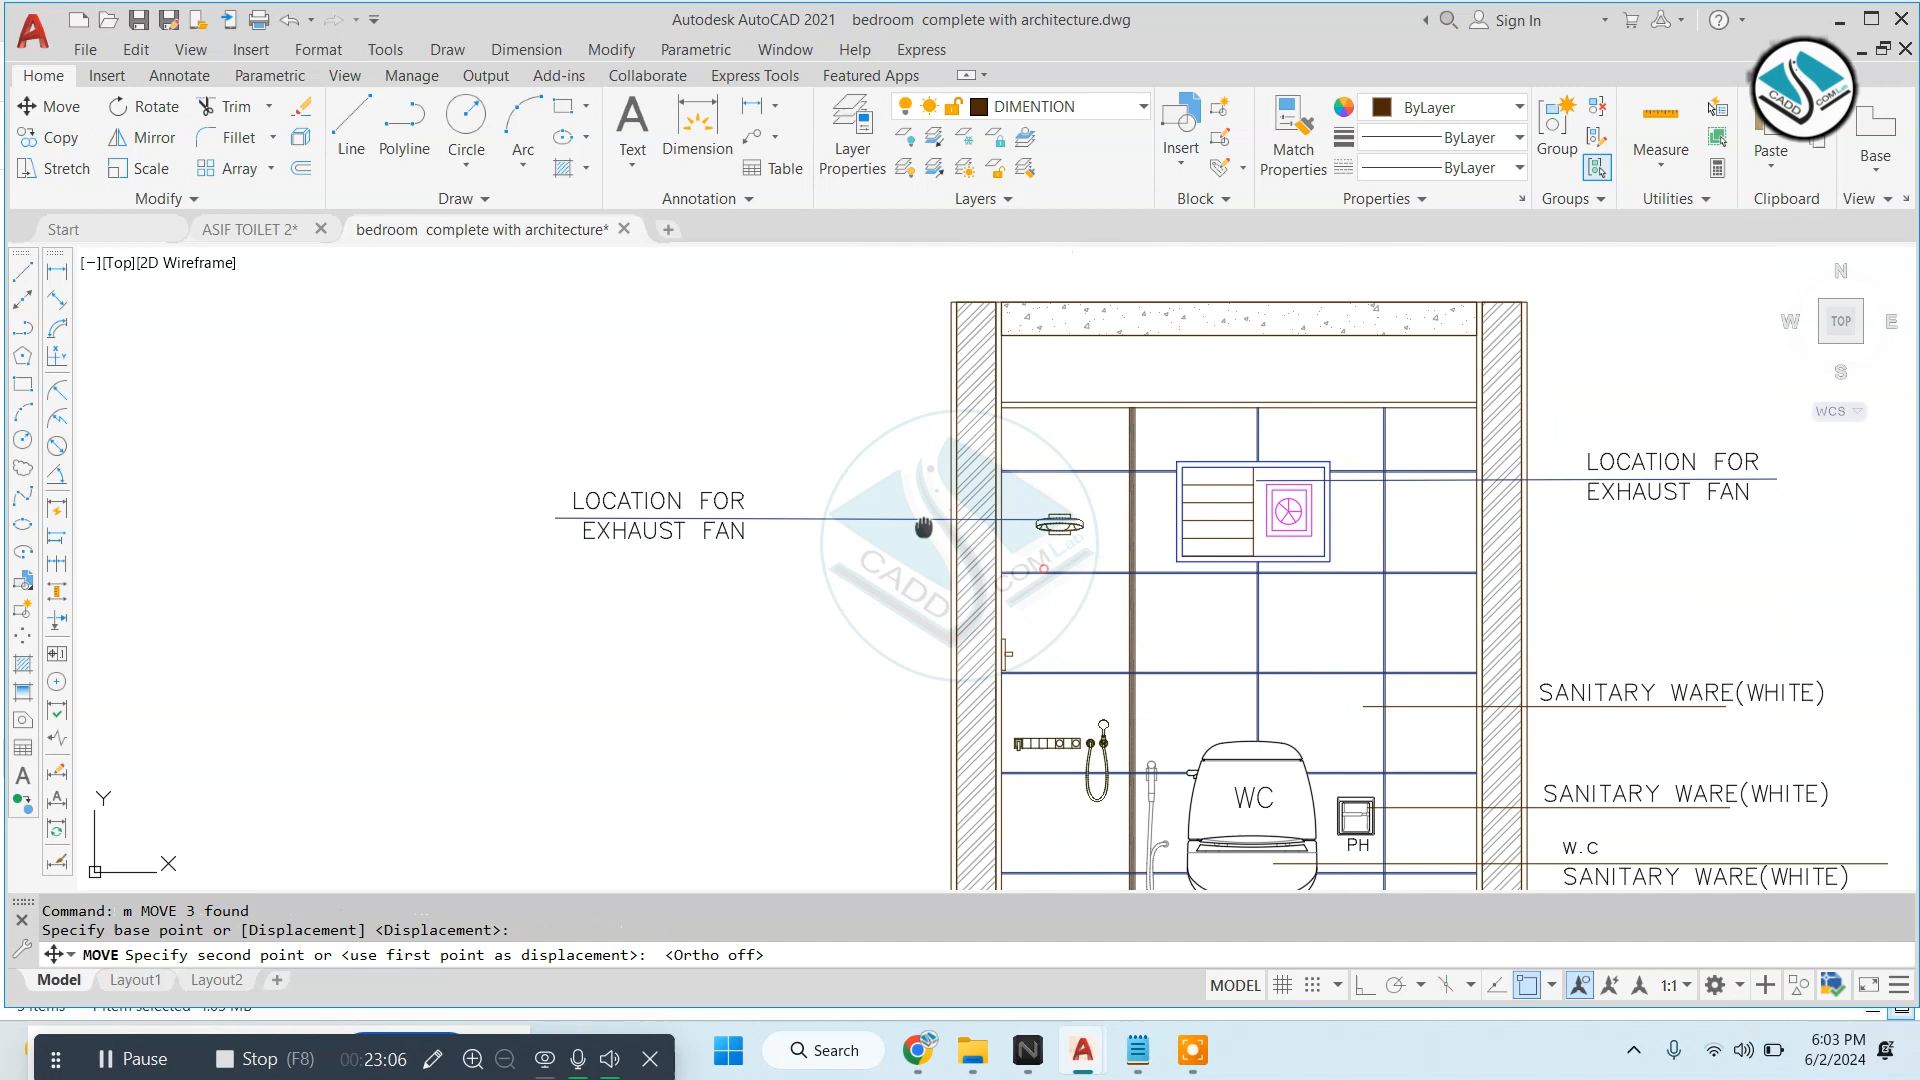 Autodesk AutoCAD 2021 bedroom complete with architecture.dwg
Sign In
File Edit View Insert Format Tools Draw Dimension Modify Parametric Window Help Express
Home Insert Annotate Parametric View Manage Output Add-ins Collaborate Express Tools Featured Apps
Move Rotate Trim
Copy Mirror Fillet
Stretch Scale Array
Line Polyline Circle Arc
Text Dimension Table
Layer Properties
DIMENTION
Insert
Match Properties
ByLayer
ByLayer
ByLayer
Group
Measure
Paste
Base
Modify Draw Annotation Layers Block Properties Groups Utilities Clipboard View
CADD COM Lab
Start ASIF TOILET 2* bedroom complete with architecture*
[−][Top][2D Wireframe]
N
W TOP E
S
WCS
LOCATION FOR
EXHAUST FAN
LOCATION FOR
EXHAUST FAN
CADD COM Lab
SANITARY WARE(WHITE)
WC
SANITARY WARE(WHITE)
PH
W.C
SANITARY WARE(WHITE)
Y
X
Command: m MOVE 3 found
Specify base point or [Displacement] <Displacement>:
MOVE Specify second point or <use first point as displacement>: <Ortho off>
Model Layout1 Layout2
MODEL 1:1
Pause Stop (F8) 00:23:06
Search
6:03 PM
6/2/2024